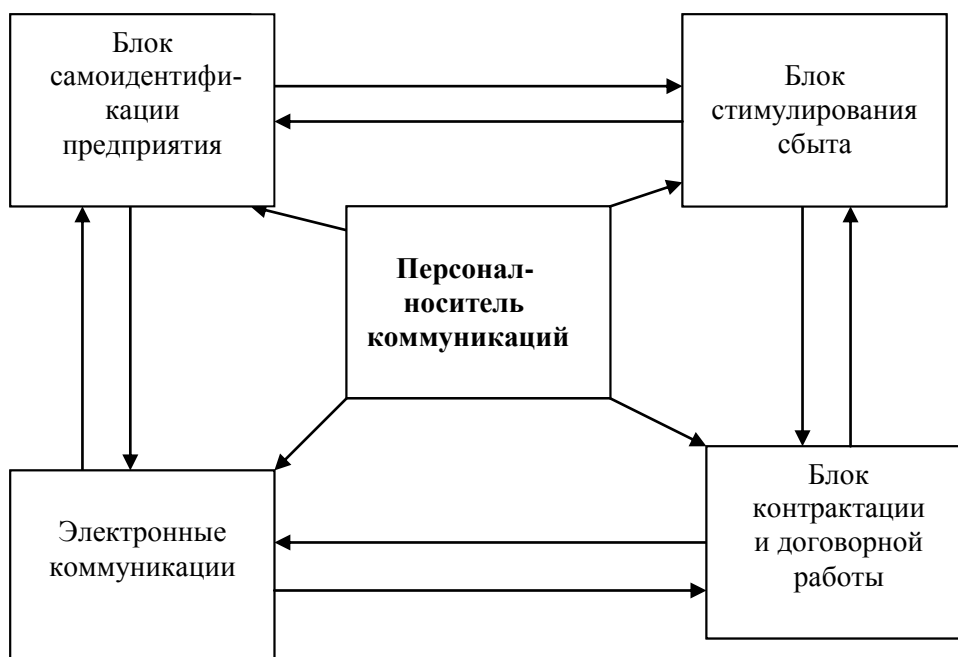 Блок
самоидентифи-
кации
предприятия
Блок
стимулирования
сбыта
Персонал-
носитель
коммуникаций
Электронные
коммуникации
Блок
контрактации
и договорной
работы